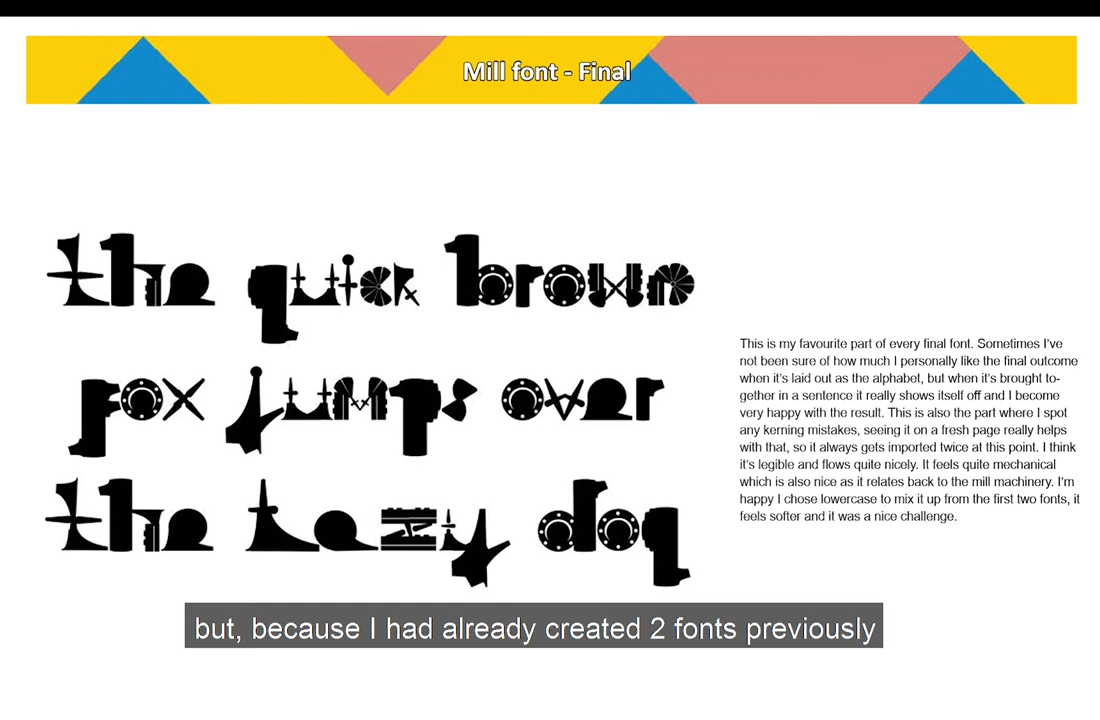 Mill font - Final
the quick brown
fox jumps over
the lazy dog
This is my favourite part of every final font. Sometimes I've
not been sure of how much I personally like the final outcome
when it's laid out as the alphabet, but when it's brought to-
gether in a sentence it really shows itself off and I become
very happy with the result. This is also the part where I spot
any kerning mistakes, seeing it on a fresh page really helps
with that, so it always gets imported twice at this point. I think
it's legible and flows quite nicely. It feels quite mechanical
which is also nice as it relates back to the mill machinery. I'm
happy I chose lowercase to mix it up from the first two fonts, it
feels softer and it was a nice challenge.
but, because I had already created 2 fonts previously